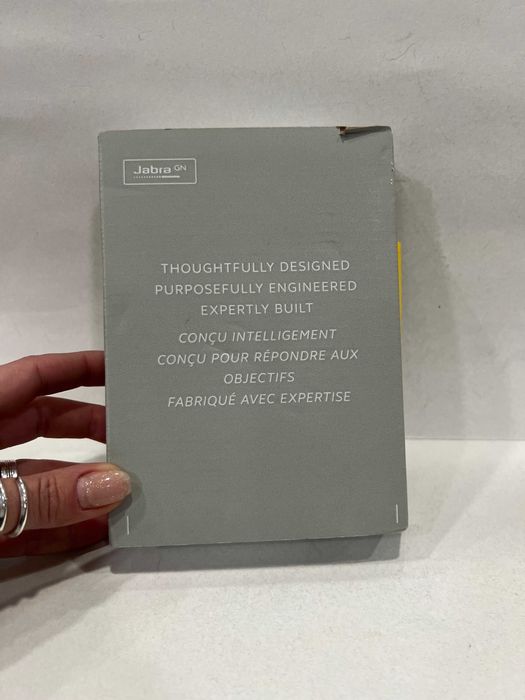 Jabra GN
THOUGHTFULLY DESIGNED
PURPOSEFULLY ENGINEERED
EXPERTLY BUILT
CONÇU INTELLIGEMENT
CONÇU POUR RÉPONDRE AUX
OBJECTIFS
FABRIQUÉ AVEC EXPERTISE